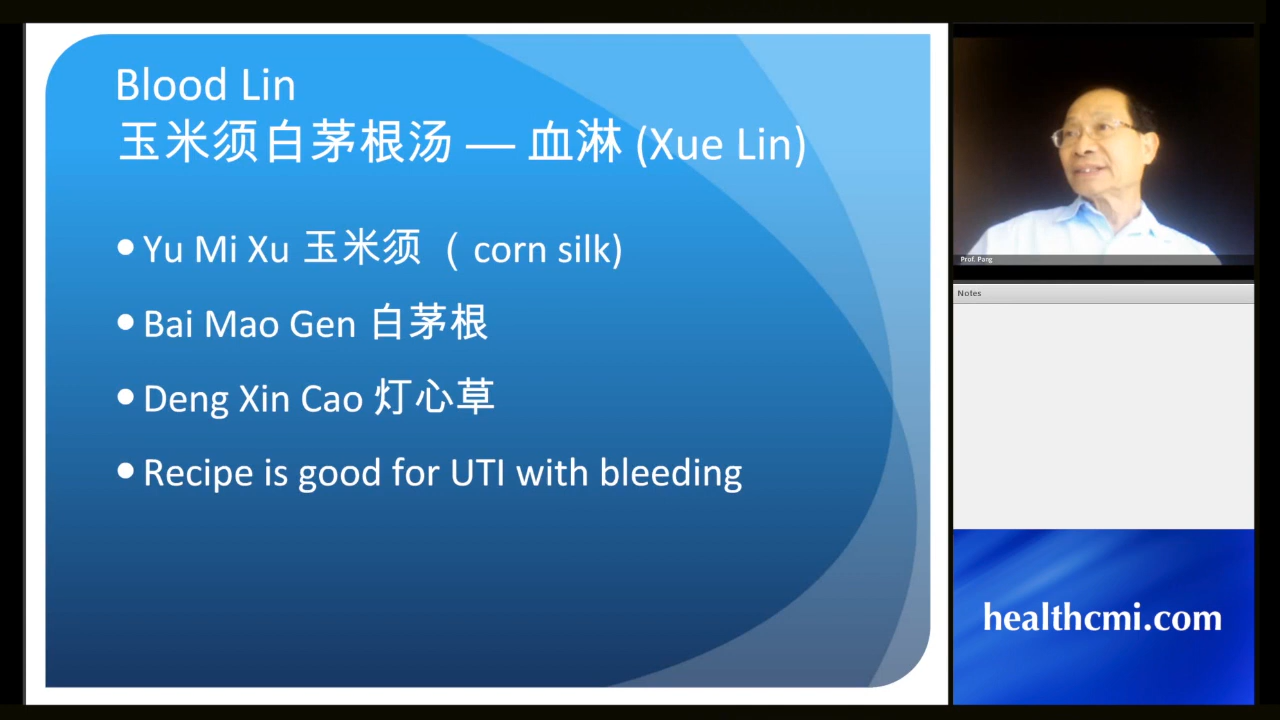 Blood Lin
玉米须白茅根汤 — 血淋 (Xue Lin)
Yu Mi Xu 玉米须 ( corn silk)
Bai Mao Gen 白茅根
Deng Xin Cao 灯心草
Recipe is good for UTI with bleeding
Prof. Pang
Notes
healthcmi.com